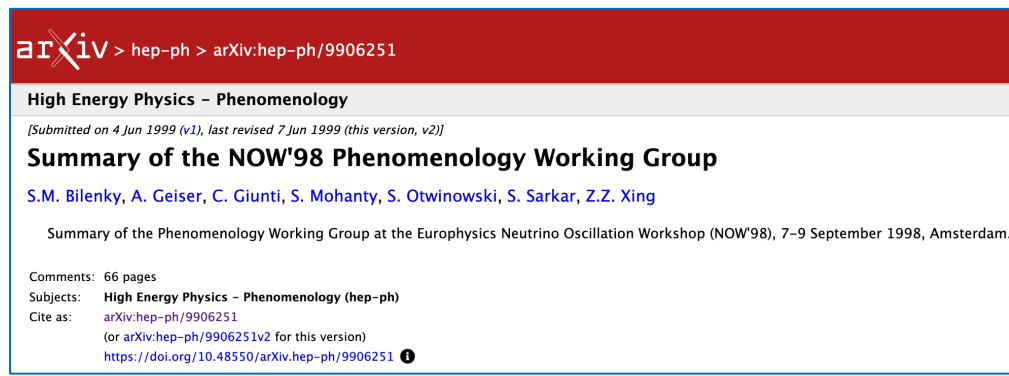 arXiv > hep-ph > arXiv:hep-ph/9906251
High Energy Physics – Phenomenology
[Submitted on 4 Jun 1999 (v1), last revised 7 Jun 1999 (this version, v2)]
Summary of the NOW'98 Phenomenology Working Group
S.M. Bilenky, A. Geiser, C. Giunti, S. Mohanty, S. Otwinowski, S. Sarkar, Z.Z. Xing
Summary of the Phenomenology Working Group at the Europhysics Neutrino Oscillation Workshop (NOW'98), 7–9 September 1998, Amsterdam.
Comments: 66 pages
Subjects: High Energy Physics – Phenomenology (hep-ph)
Cite as: arXiv:hep-ph/9906251
(or arXiv:hep-ph/9906251v2 for this version)
https://doi.org/10.48550/arXiv.hep-ph/9906251